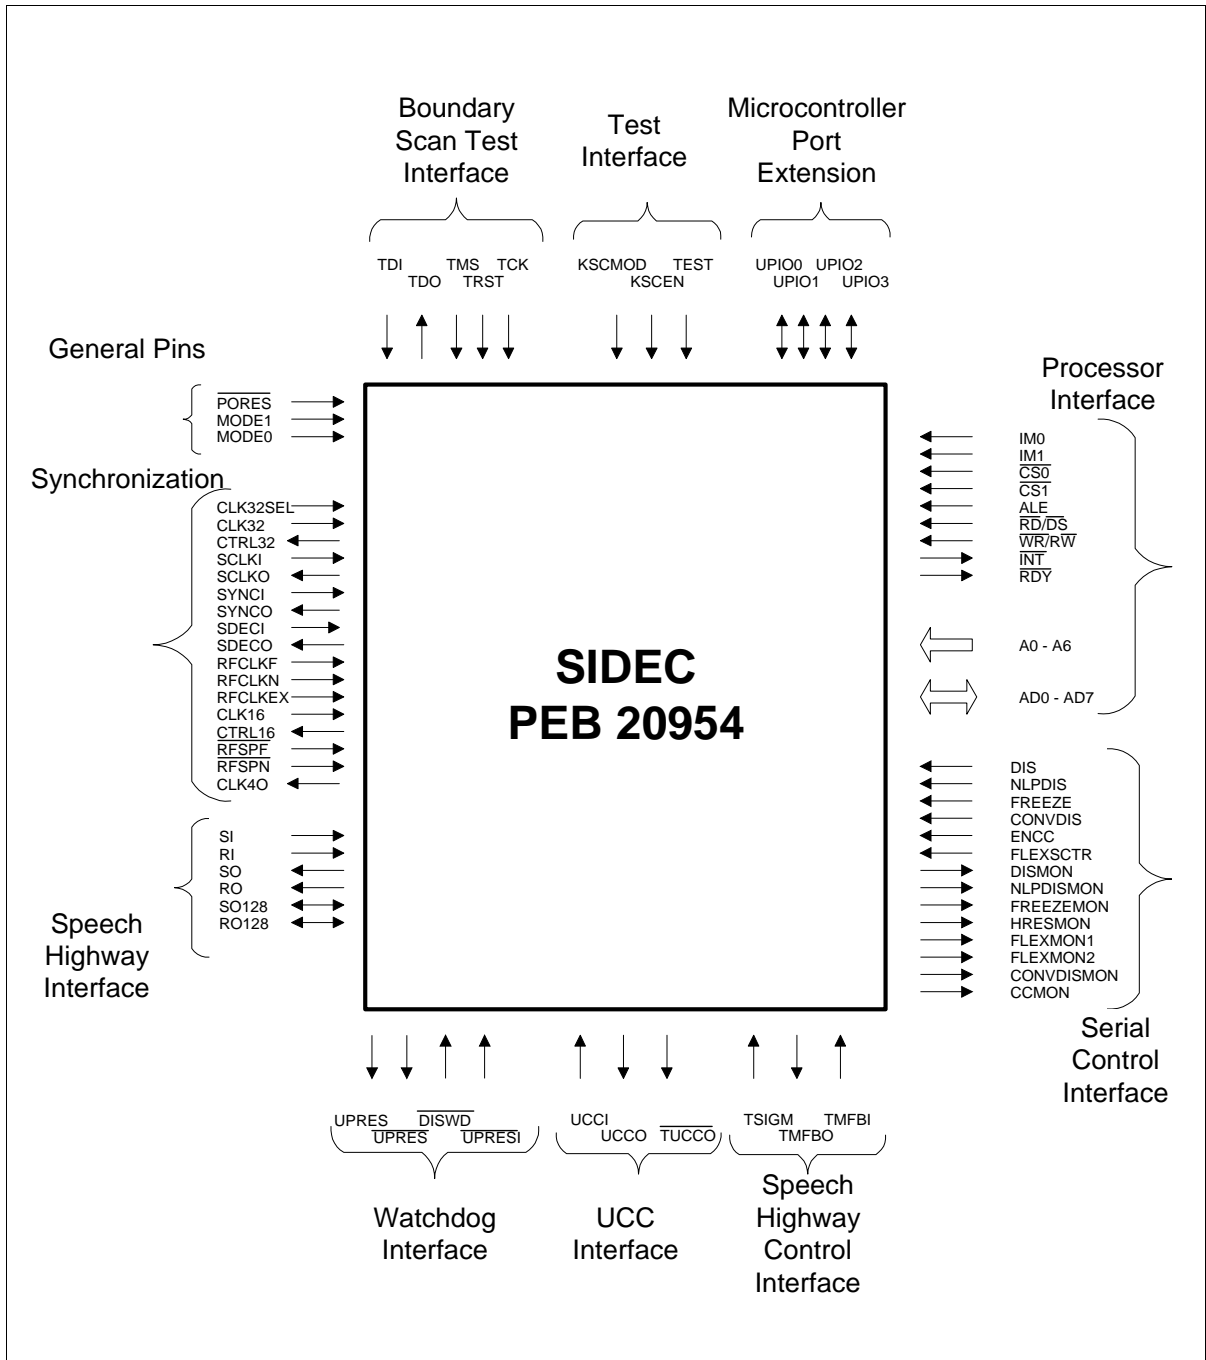 Boundary
Scan Test
Interface
Test
Interface
Microcontroller
Port
Extension
TDI
TDO
TMS
TRST
TCK
KSCMOD
KSCEN
TEST
UPIO0
UPIO1
UPIO2
UPIO3
General Pins
PORES
MODE1
MODE0
Synchronization
CLK32SEL
CLK32
CTRL32
SCLKI
SCLKO
SYNCI
SYNCO
SDECI
SDECO
RFCLKF
RFCLKN
RFCLKEX
CLK16
CTRL16
RFSPF
RFSPN
CLK4O
SI
RI
SO
RO
SO128
RO128
Speech
Highway
Interface
SIDEC
PEB 20954
Processor
Interface
IM0
IM1
CS0
CS1
ALE
RD/DS
WR/RW
INT
RDY
A0 - A6
AD0 - AD7
DIS
NLPDIS
FREEZE
CONVDIS
ENCC
FLEXSCTR
DISMON
NLPDISMON
FREEZEMON
HRESMON
FLEXMON1
FLEXMON2
CONVDISMON
CCMON
Serial
Control
Interface
UPRES
UPRES
DISWD
UPRESI
UCCI
UCCO
TUCCO
TSIGM
TMFBO
TMFBI
Watchdog
Interface
UCC
Interface
Speech
Highway
Control
Interface